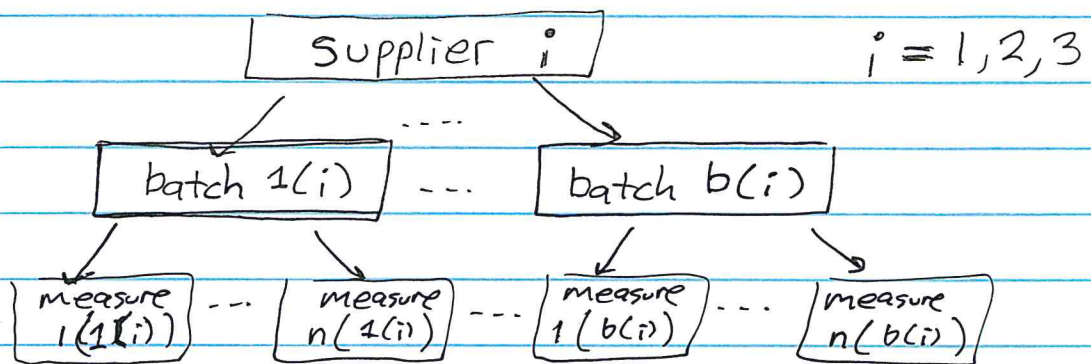 supplier i i = 1, 2, 3
....
batch 1(i) --- batch b(i)
measure --- measure --- measure ... measure
1(1(i)) n(1(i)) 1(b(i)) n(b(i))